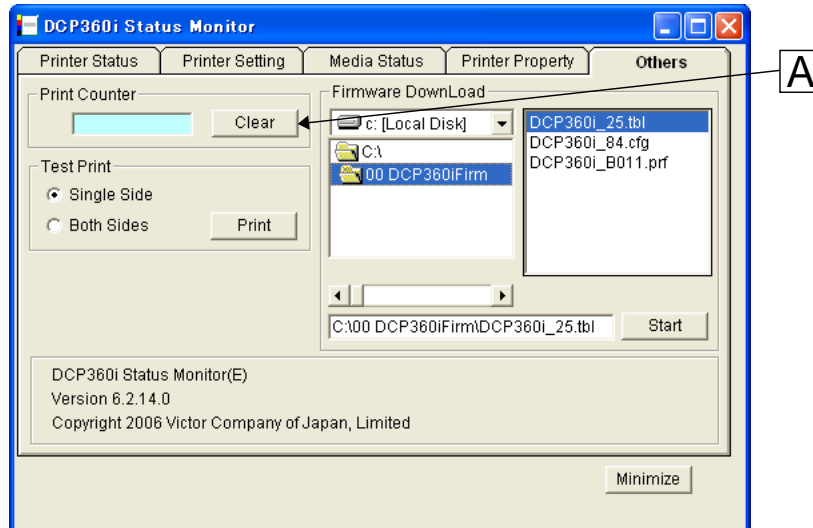 DCP360i Status Monitor
Printer Status
Printer Setting
Media Status
Printer Property
Others
A
Print Counter
Clear
Test Print
Single Side
Both Sides
Print
Firmware DownLoad
c: [Local Disk]
C:\
00 DCP360iFirm
DCP360i_25.tbl
DCP360i_84.cfg
DCP360i_B011.prf
C:\00 DCP360iFirm\DCP360i_25.tbl
Start
DCP360i Status Monitor(E)
Version 6.2.14.0
Copyright 2006 Victor Company of Japan, Limited
Minimize